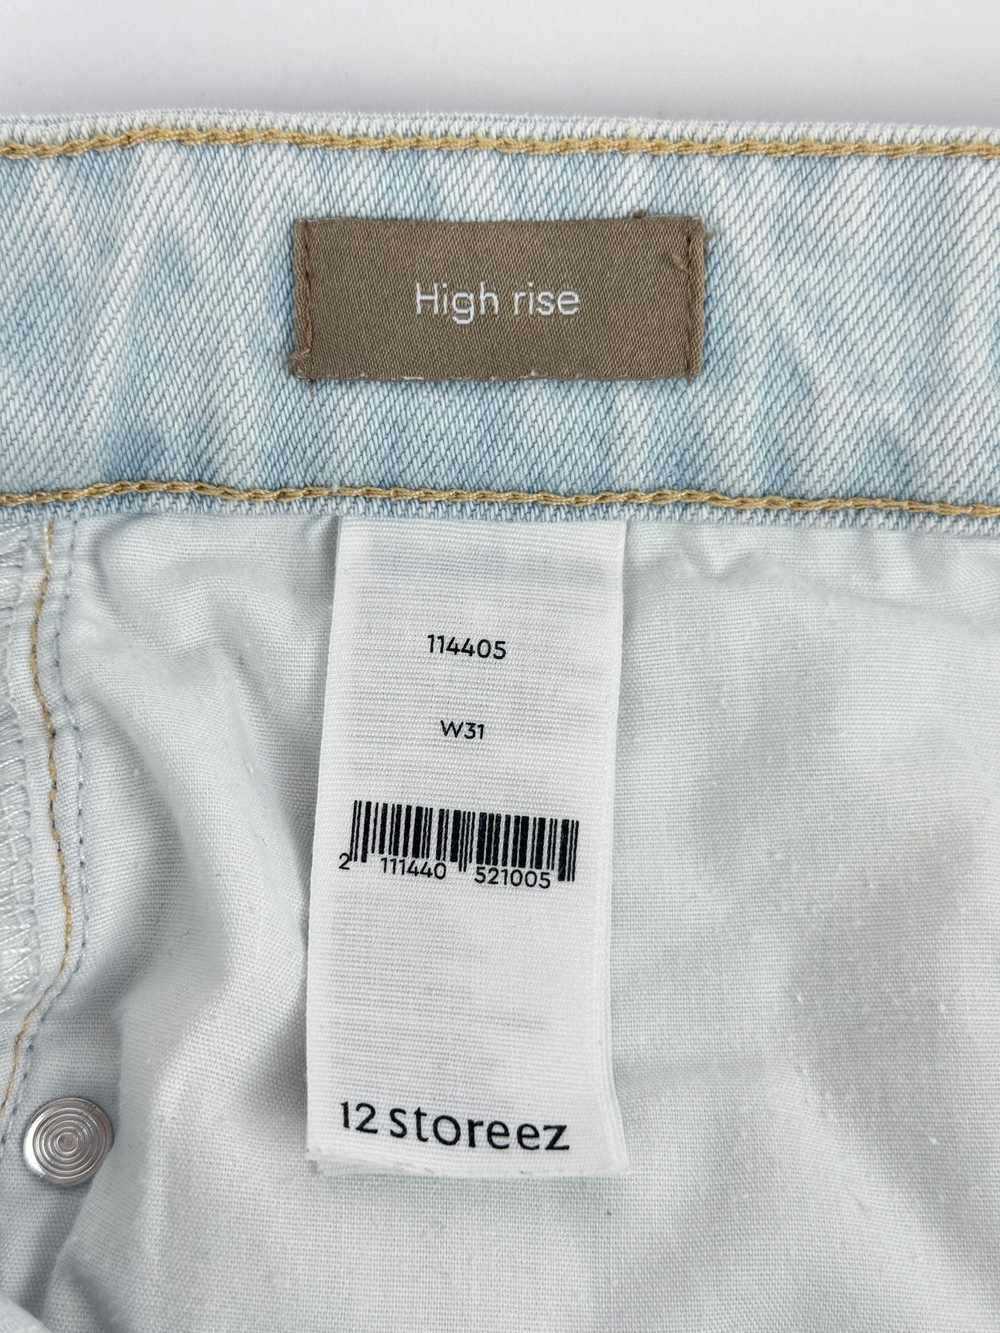 High rise
114405
W31
2 111440 521005
12 storeez